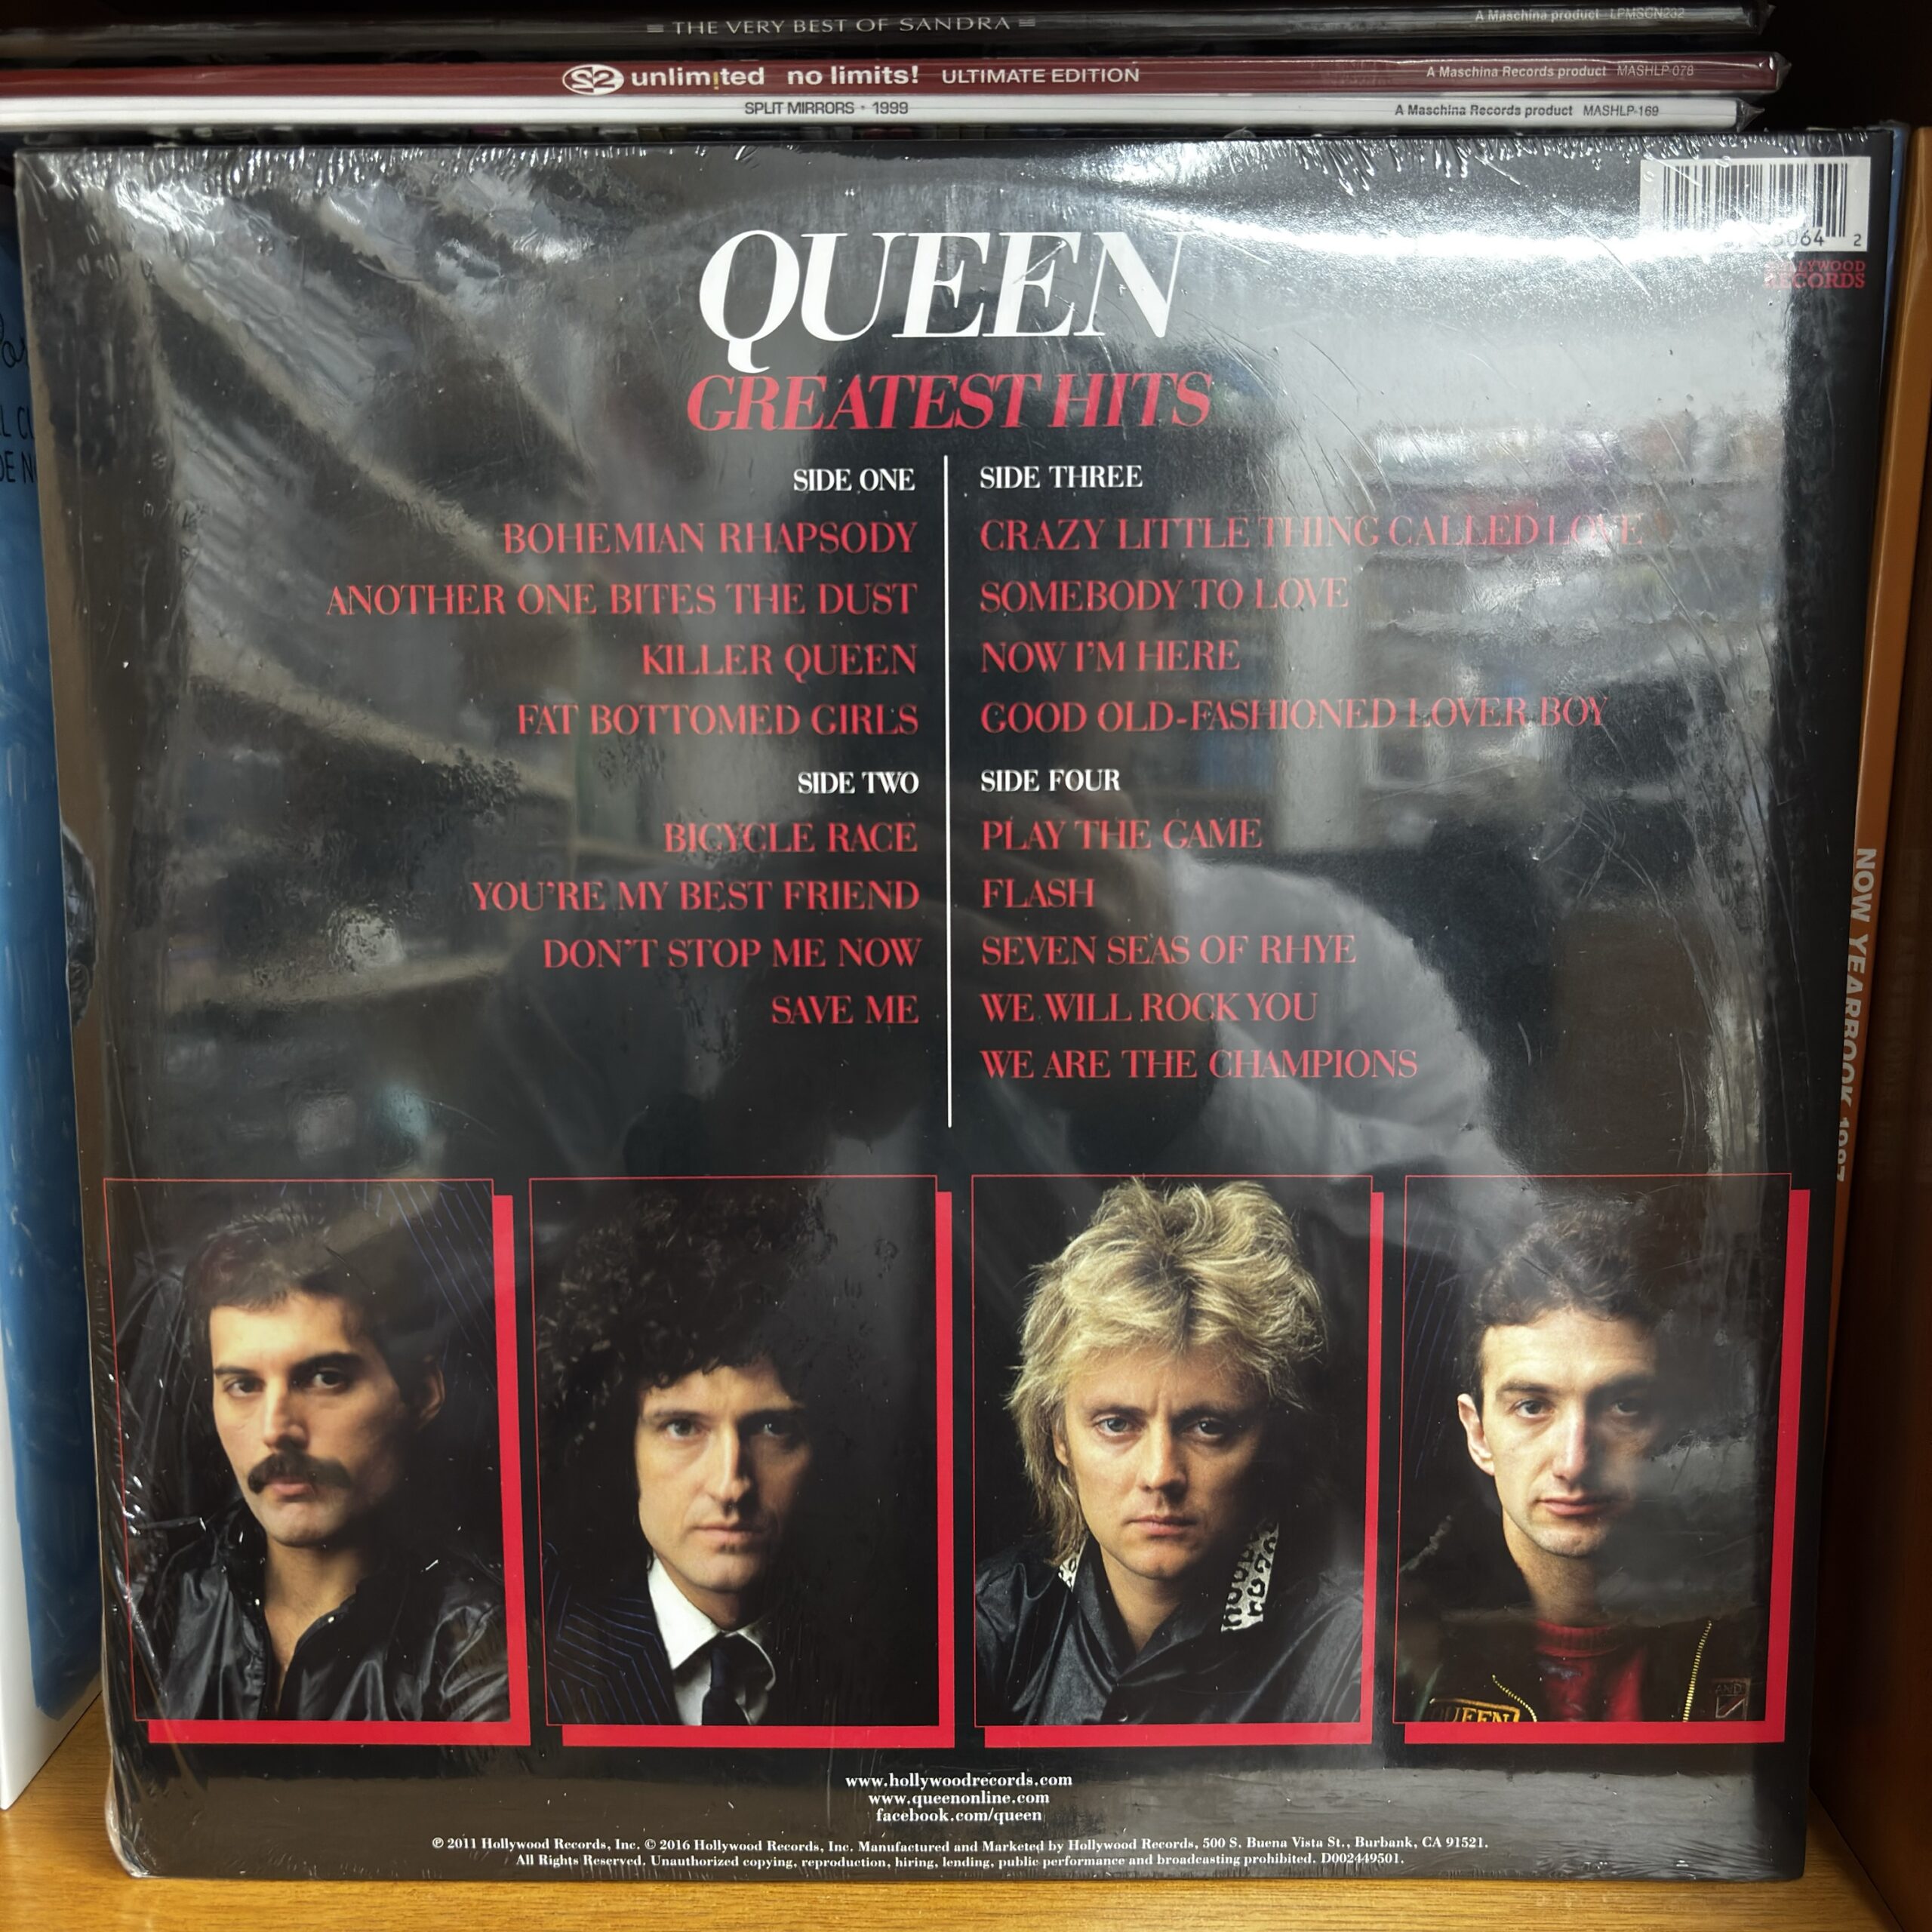 THE VERY BEST OF SANDRA
A Maschina product LPMSCN232
2 unlimited no limits! ULTIMATE EDITION
A Maschina Records product MASHLP-078
SPLIT MIRRORS • 1999
A Maschina Records product MASHLP-169
5064 2
HOLLYWOOD
RECORDS
QUEEN
GREATEST HITS
SIDE ONE
BOHEMIAN RHAPSODY
ANOTHER ONE BITES THE DUST
KILLER QUEEN
FAT BOTTOMED GIRLS
SIDE TWO
BICYCLE RACE
YOU'RE MY BEST FRIEND
DON'T STOP ME NOW
SAVE ME
SIDE THREE
CRAZY LITTLE THING CALLED LOVE
SOMEBODY TO LOVE
NOW I'M HERE
GOOD OLD-FASHIONED LOVER BOY
SIDE FOUR
PLAY THE GAME
FLASH
SEVEN SEAS OF RHYE
WE WILL ROCK YOU
WE ARE THE CHAMPIONS
NOW YEARBOOK 1987
QUEEN
AND
www.hollywoodrecords.com
www.queenonline.com
facebook.com/queen
℗ 2011 Hollywood Records, Inc. © 2016 Hollywood Records, Inc. Manufactured and Marketed by Hollywood Records, 500 S. Buena Vista St., Burbank, CA 91521.
All Rights Reserved. Unauthorized copying, reproduction, hiring, lending, public performance and broadcasting prohibited. D002449501.